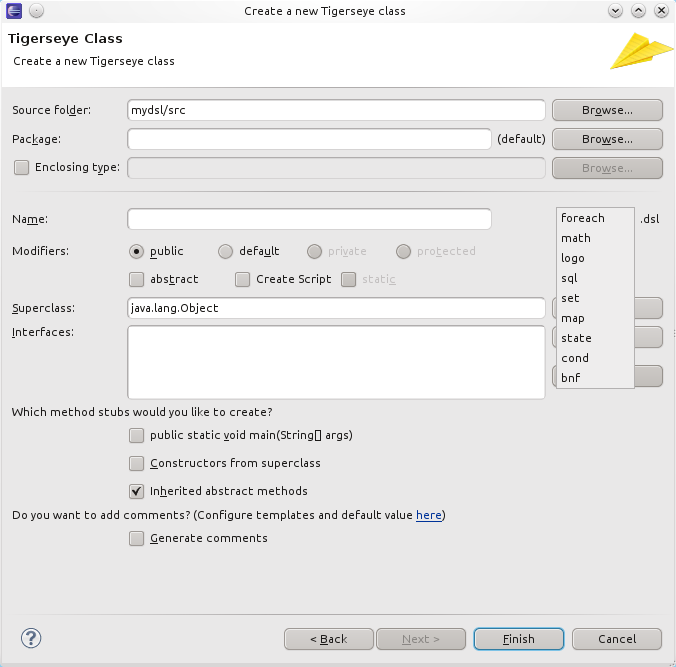 Create a new Tigerseye class
Tigerseye Class
Create a new Tigerseye class
Source folder: mydsl/src Browse...
Package: (default) Browse...
Enclosing type: Browse...
Name: .dsl
foreach
math
logo
sql
set
map
state
cond
bnf
Modifiers: public default private protected
abstract Create Script static
Superclass: java.lang.Object
Interfaces:
Which method stubs would you like to create?
public static void main(String[] args)
Constructors from superclass
Inherited abstract methods
Do you want to add comments? (Configure templates and default value here)
Generate comments
? < Back Next > Finish Cancel